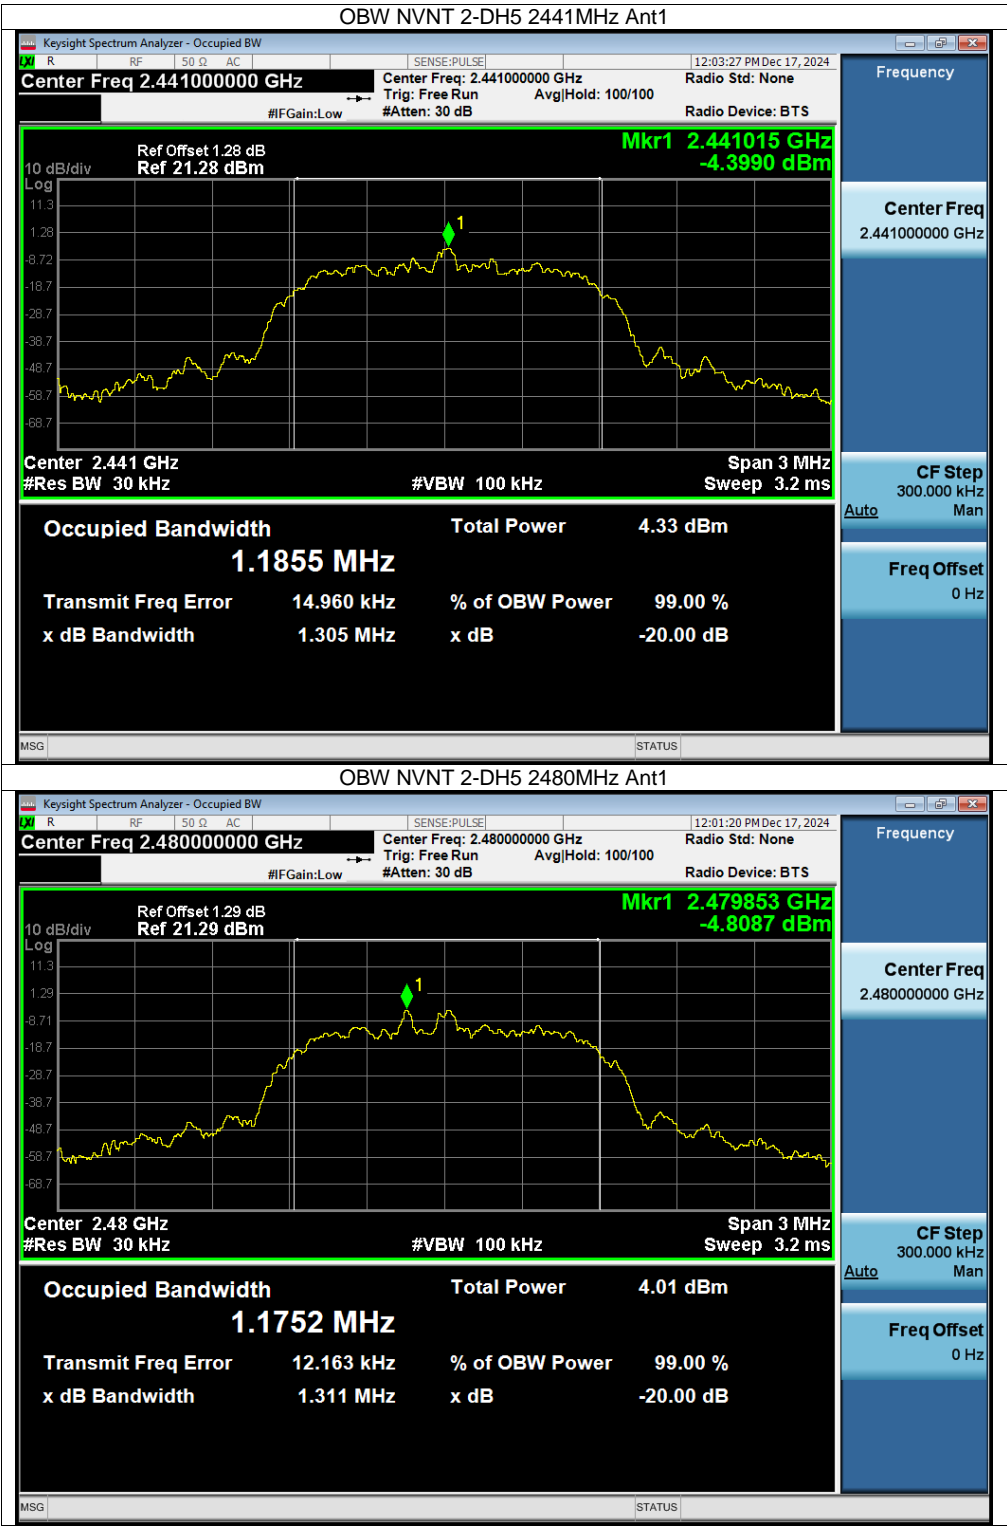 OBW NVNT 2-DH5 2441MHz Ant1
Keysight Spectrum Analyzer - Occupied BW
LXI R RF 50 Ω AC SENSE:PULSE 12:03:27 PM Dec 17, 2024
Center Freq 2.441000000 GHz
Center Freq: 2.441000000 GHz
Radio Std: None
Trig: Free Run Avg|Hold: 100/100
#IFGain:Low
#Atten: 30 dB
Radio Device: BTS
Frequency
Mkr1 2.441015 GHz
-4.3990 dBm
Ref Offset 1.28 dB
10 dB/div Ref 21.28 dBm
Log
11.3
1.28
-8.72
-18.7
-28.7
-38.7
-48.7
-58.7
-68.7
1
Center 2.441 GHz Span 3 MHz
#Res BW 30 kHz #VBW 100 kHz Sweep 3.2 ms
Center Freq
2.441000000 GHz
CF Step
300.000 kHz
Auto Man
Freq Offset
0 Hz
Occupied Bandwidth Total Power 4.33 dBm
1.1855 MHz
Transmit Freq Error 14.960 kHz % of OBW Power 99.00 %
x dB Bandwidth 1.305 MHz x dB -20.00 dB
MSG STATUS
OBW NVNT 2-DH5 2480MHz Ant1
Keysight Spectrum Analyzer - Occupied BW
LXI R RF 50 Ω AC SENSE:PULSE 12:01:20 PM Dec 17, 2024
Center Freq 2.480000000 GHz
Center Freq: 2.480000000 GHz
Radio Std: None
Trig: Free Run Avg|Hold: 100/100
#IFGain:Low
#Atten: 30 dB
Radio Device: BTS
Frequency
Mkr1 2.479853 GHz
-4.8087 dBm
Ref Offset 1.29 dB
10 dB/div Ref 21.29 dBm
Log
11.3
1.29
-8.71
-18.7
-28.7
-38.7
-48.7
-58.7
-68.7
1
Center 2.48 GHz Span 3 MHz
#Res BW 30 kHz #VBW 100 kHz Sweep 3.2 ms
Center Freq
2.480000000 GHz
CF Step
300.000 kHz
Auto Man
Freq Offset
0 Hz
Occupied Bandwidth Total Power 4.01 dBm
1.1752 MHz
Transmit Freq Error 12.163 kHz % of OBW Power 99.00 %
x dB Bandwidth 1.311 MHz x dB -20.00 dB
MSG STATUS